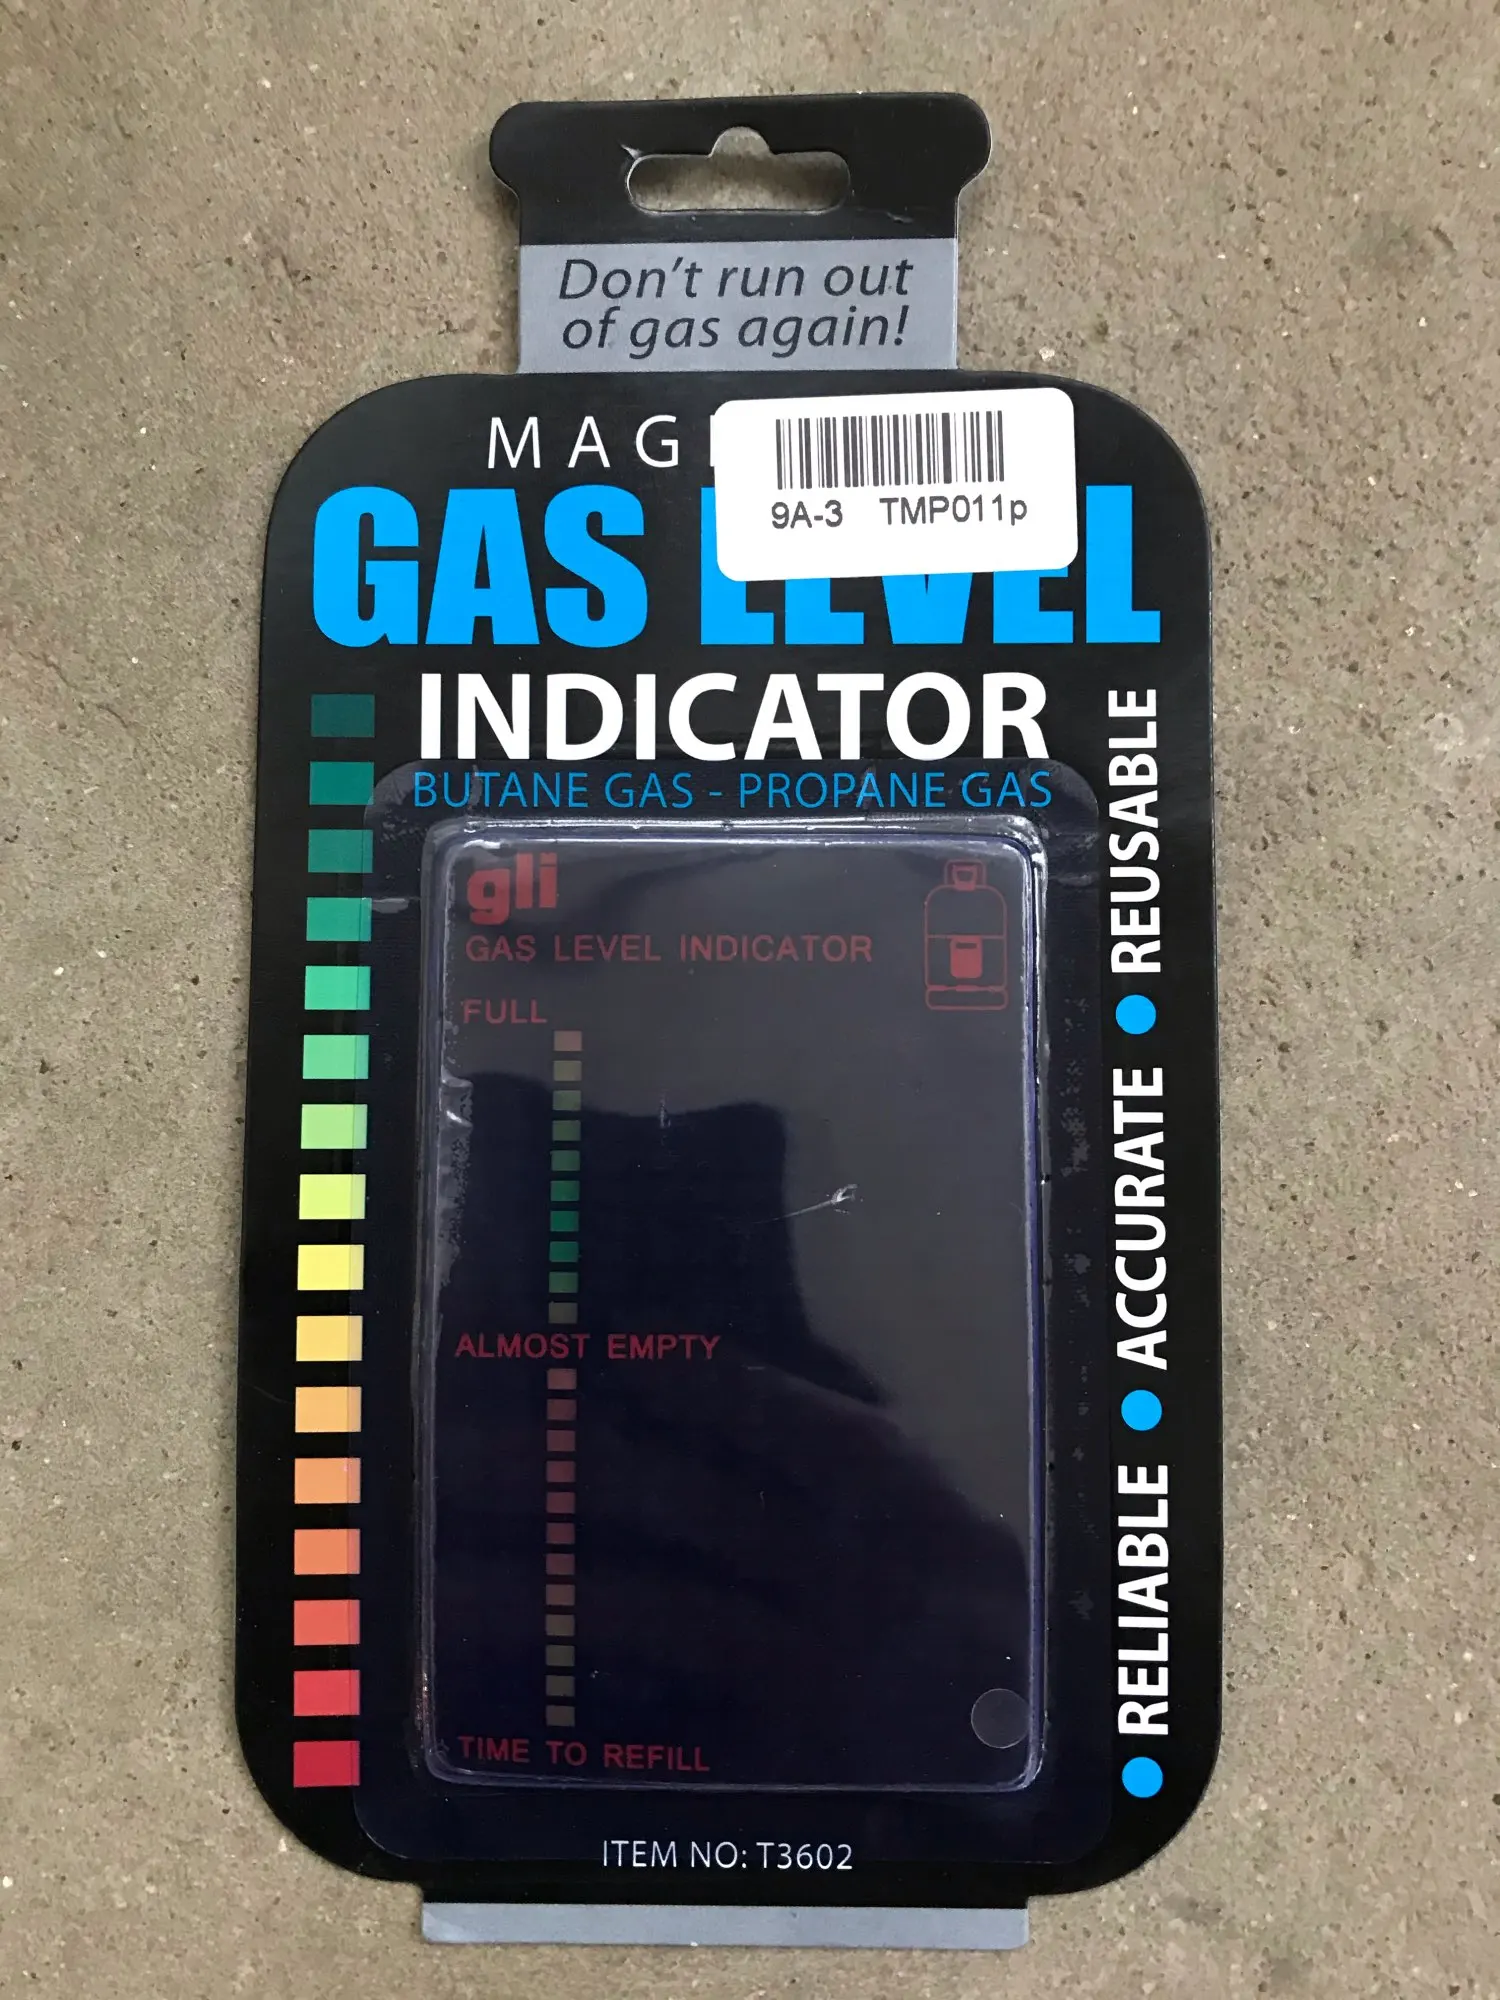 Don't run out
of gas again!
9A-3 TMP011p
GAS LEVEL
INDICATOR
BUTANE GAS - PROPANE GAS
gli
GAS LEVEL INDICATOR
FULL
ALMOST EMPTY
TIME TO REFILL
RELIABLE • ACCURATE • REUSABLE
ITEM NO: T3602